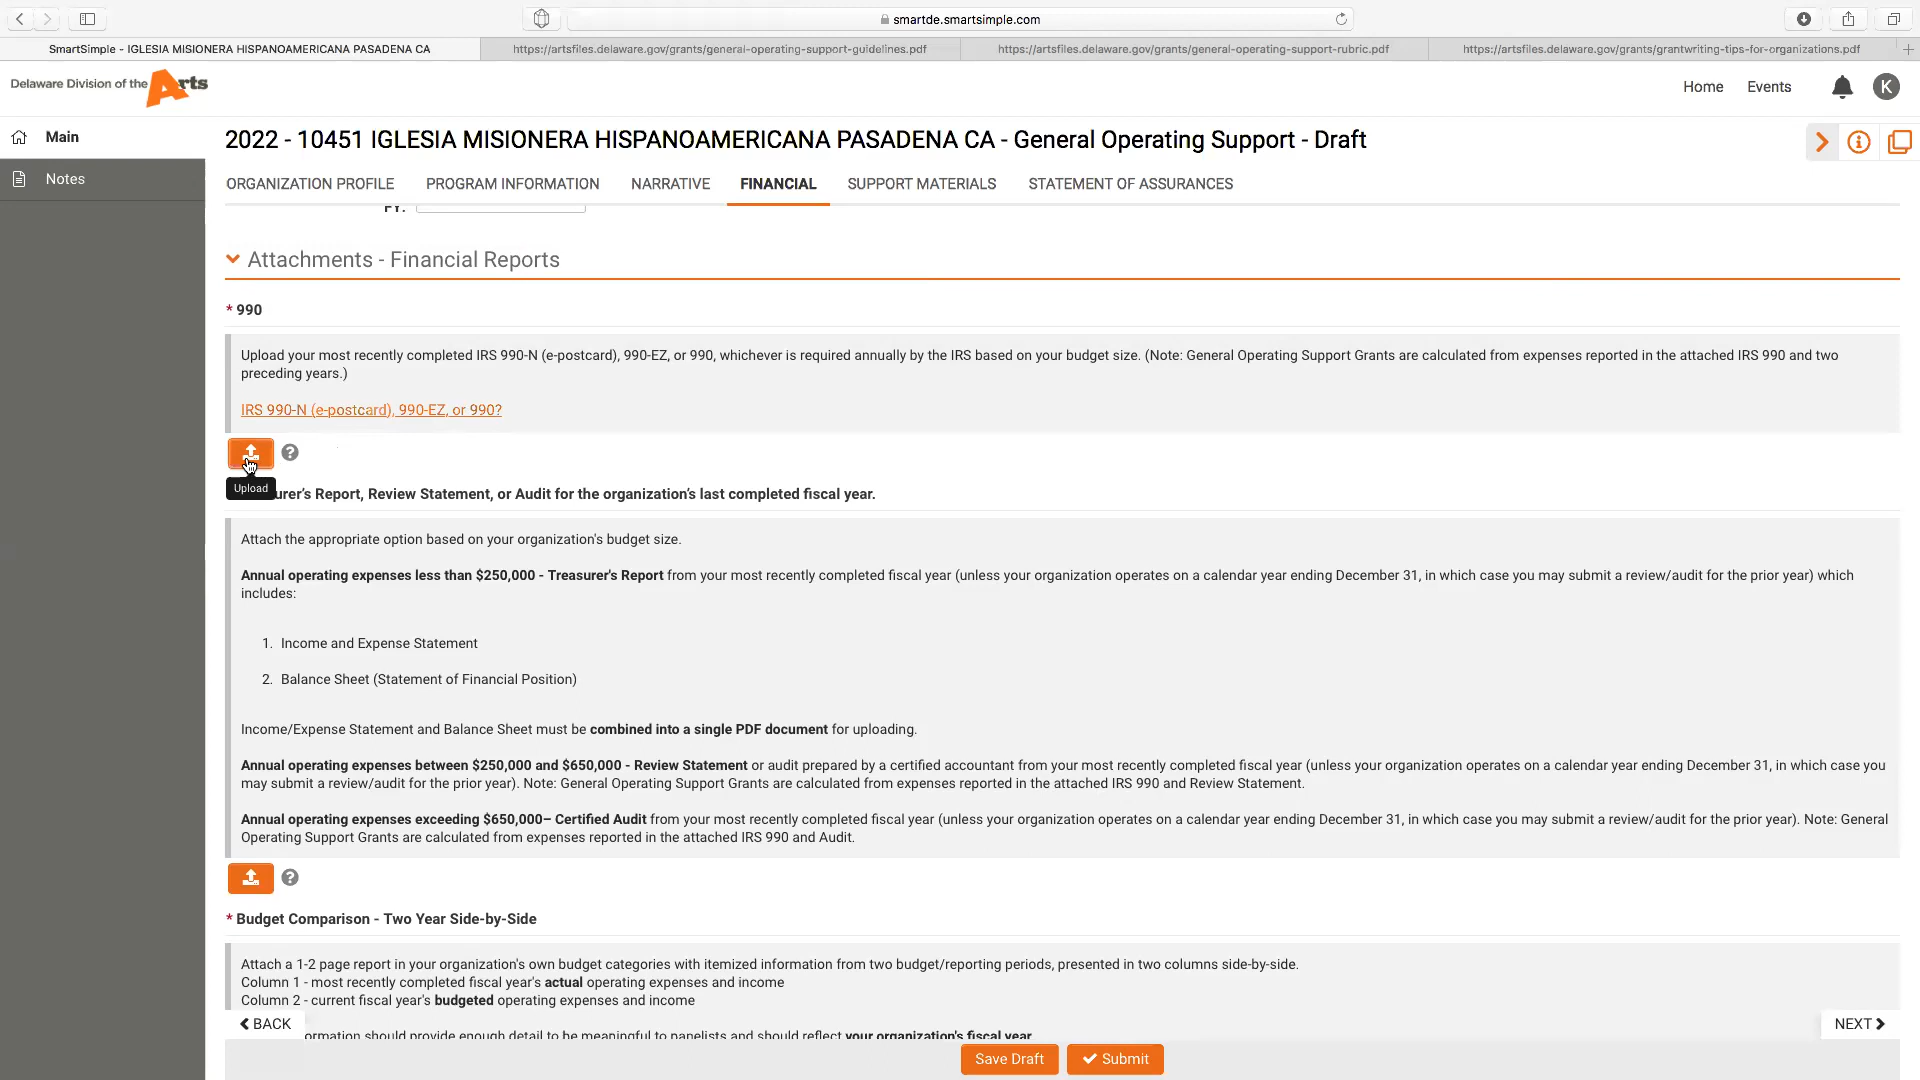 smartde.smartsimple.com
SmartSimple - IGLESIA MISIONERA HISPANOAMERICANA PASADENA CA
https://artsfiles.delaware.gov/grants/general-operating-support-guidelines.pdf
https://artsfiles.delaware.gov/grants/general-operating-support-rubric.pdf
https://artsfiles.delaware.gov/grants/grantwriting-tips-for-organizations.pdf
Delaware Division of the Arts
Home
Events
K
Main
Notes
2022 - 10451 IGLESIA MISIONERA HISPANOAMERICANA PASADENA CA - General Operating Support - Draft
ORGANIZATION PROFILE
PROGRAM INFORMATION
NARRATIVE
FINANCIAL
SUPPORT MATERIALS
STATEMENT OF ASSURANCES
FY:
Attachments - Financial Reports
* 990
Upload your most recently completed IRS 990-N (e-postcard), 990-EZ, or 990, whichever is required annually by the IRS based on your budget size. (Note: General Operating Support Grants are calculated from expenses reported in the attached IRS 990 and two
preceding years.)
IRS 990-N (e-postcard), 990-EZ, or 990?
?
Upload
urer's Report, Review Statement, or Audit for the organization's last completed fiscal year.
Attach the appropriate option based on your organization's budget size.
Annual operating expenses less than $250,000 - Treasurer's Report from your most recently completed fiscal year (unless your organization operates on a calendar year ending December 31, in which case you may submit a review/audit for the prior year) which
includes:
1. Income and Expense Statement
2. Balance Sheet (Statement of Financial Position)
Income/Expense Statement and Balance Sheet must be combined into a single PDF document for uploading.
Annual operating expenses between $250,000 and $650,000 - Review Statement or audit prepared by a certified accountant from your most recently completed fiscal year (unless your organization operates on a calendar year ending December 31, in which case you
may submit a review/audit for the prior year). Note: General Operating Support Grants are calculated from expenses reported in the attached IRS 990 and Review Statement.
Annual operating expenses exceeding $650,000– Certified Audit from your most recently completed fiscal year (unless your organization operates on a calendar year ending December 31, in which case you may submit a review/audit for the prior year). Note: General
Operating Support Grants are calculated from expenses reported in the attached IRS 990 and Audit.
?
* Budget Comparison - Two Year Side-by-Side
Attach a 1-2 page report in your organization's own budget categories with itemized information from two budget/reporting periods, presented in two columns side-by-side.
Column 1 - most recently completed fiscal year's actual operating expenses and income
Column 2 - current fiscal year's budgeted operating expenses and income
ormation should provide enough detail to be meaningful to panelists and should reflect your organization's fiscal year
BACK
NEXT
Save Draft
Submit